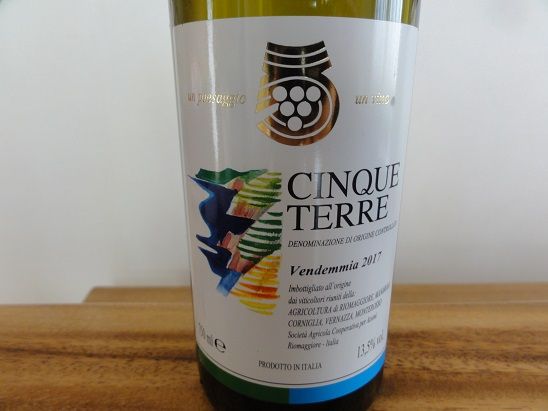 un paesaggio
un vino
CINQUE
TERRE
DENOMINAZIONE DI ORIGINE CONTROLLATA
Vendemmia 2017
Imbottigliato all'origine
dai viticoltori riuniti della:
AGRICOLTURA di RIOMAGGIORE,
CORNIGLIA, VERNAZZA, MONTEROSSO
Società Agricola Cooperativa per Azioni
Riomaggiore - Italia
750 ml e
13,5% vol.
PRODOTTO IN ITALIA